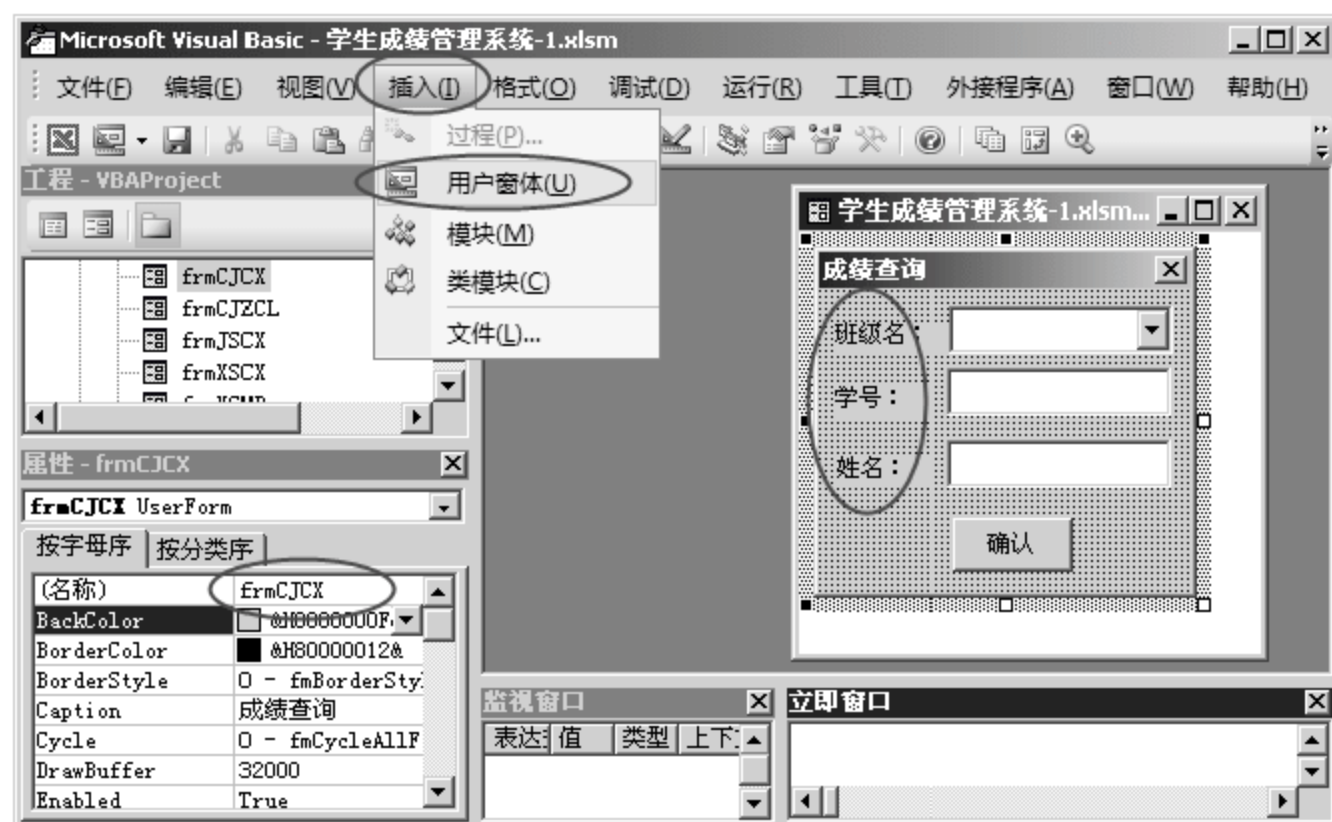 Microsoft Visual Basic - 学生成绩管理系统-1.xlsm
文件(F) 编辑(E) 视图(V) 插入(I) 格式(O) 调试(D) 运行(R) 工具(T) 外接程序(A) 窗口(W) 帮助(H)
过程(P)...
用户窗体(U)
模块(M)
类模块(C)
文件(L)...
工程 - VBAProject
frmCJCX
frmCJZCL
frmJSCX
frmXSCX
属性 - frmCJCX
frmCJCX UserForm
按字母序 按分类序
(名称) frmCJCX
BackColor &H8000000F
BorderColor &H80000012&
BorderStyle 0 - fmBorderSty
Caption 成绩查询
Cycle 0 - fmCycleAllF
DrawBuffer 32000
Enabled True
学生成绩管理系统-1.xlsm...
成绩查询
班级名：
学号：
姓名：
确认
监视窗口
表达 值 类型 上下
立即窗口